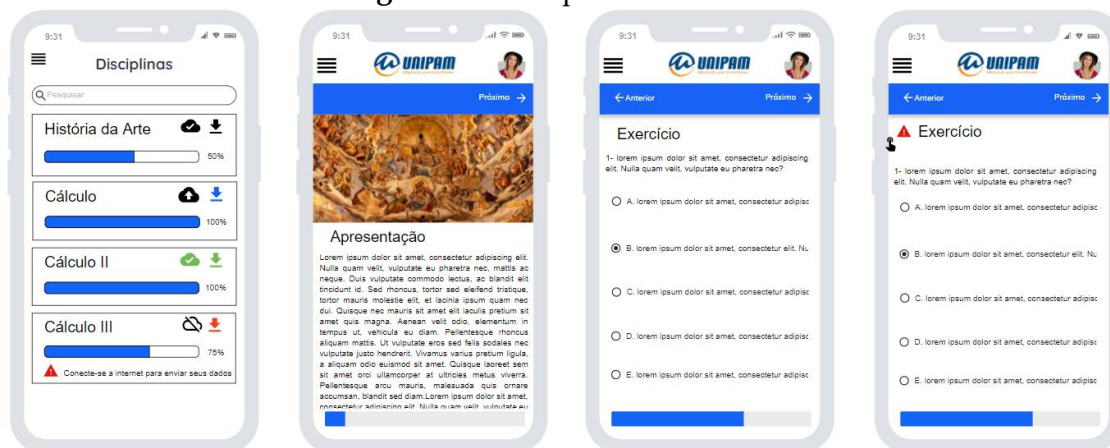 9:31
Disciplinas
Pesquisar
História da Arte
50%
Cálculo
100%
Cálculo II
100%
Cálculo III
75%
Conecte-se a internet para enviar seus dados
9:31
UNIPAM
Próximo →
Apresentação
Lorem ipsum dolor sit amet, consectetur adipiscing elit.
Nulla quam velit, vulputate eu pharetra nec, mattis ac
neque. Duis vulputate commodo lectus, ac blandit elit
tincidunt id. Sed rhoncus, tortor sed eleifend tristique,
tortor mauris molestie elit, et lacinia ipsum quam nec
dui. Quisque nec mauris sit amet elit iaculis pretium sit
amet quis magna. Aenean velit odio, elementum in
tempus ut, vehicula eu diam. Pellentesque rhoncus
aliquam mattis. Ut vulputate eros sed felis sodales nec
vulputate justo hendrerit. Vivamus varius pretium ligula,
a aliquam odio euismod sit amet. Quisque laoreet sem
sit amet orci ullamcorper at ultricies metus viverra.
Pellentesque arcu mauris, malesuada quis ornare
accumsan, blandit sed diam.Lorem ipsum dolor sit amet,
consectetur adipiscing elit. Nulla quam velit, vulputate eu
9:31
UNIPAM
← Anterior Próximo →
Exercício
1- lorem ipsum dolor sit amet, consectetur adipiscing
elit. Nulla quam velit, vulputate eu pharetra nec?
A. lorem ipsum dolor sit amet, consectetur adipisc
B. lorem ipsum dolor sit amet, consectetur elit. Nu
C. lorem ipsum dolor sit amet, consectetur adipisc
D. lorem ipsum dolor sit amet, consectetur adipisc
E. lorem ipsum dolor sit amet, consectetur adipisc
9:31
UNIPAM
← Anterior Próximo →
Exercício
1- lorem ipsum dolor sit amet, consectetur adipiscing
elit. Nulla quam velit, vulputate eu pharetra nec?
A. lorem ipsum dolor sit amet, consectetur adipisc
B. lorem ipsum dolor sit amet, consectetur elit. Nu
C. lorem ipsum dolor sit amet, consectetur adipisc
D. lorem ipsum dolor sit amet, consectetur adipisc
E. lorem ipsum dolor sit amet, consectetur adipisc